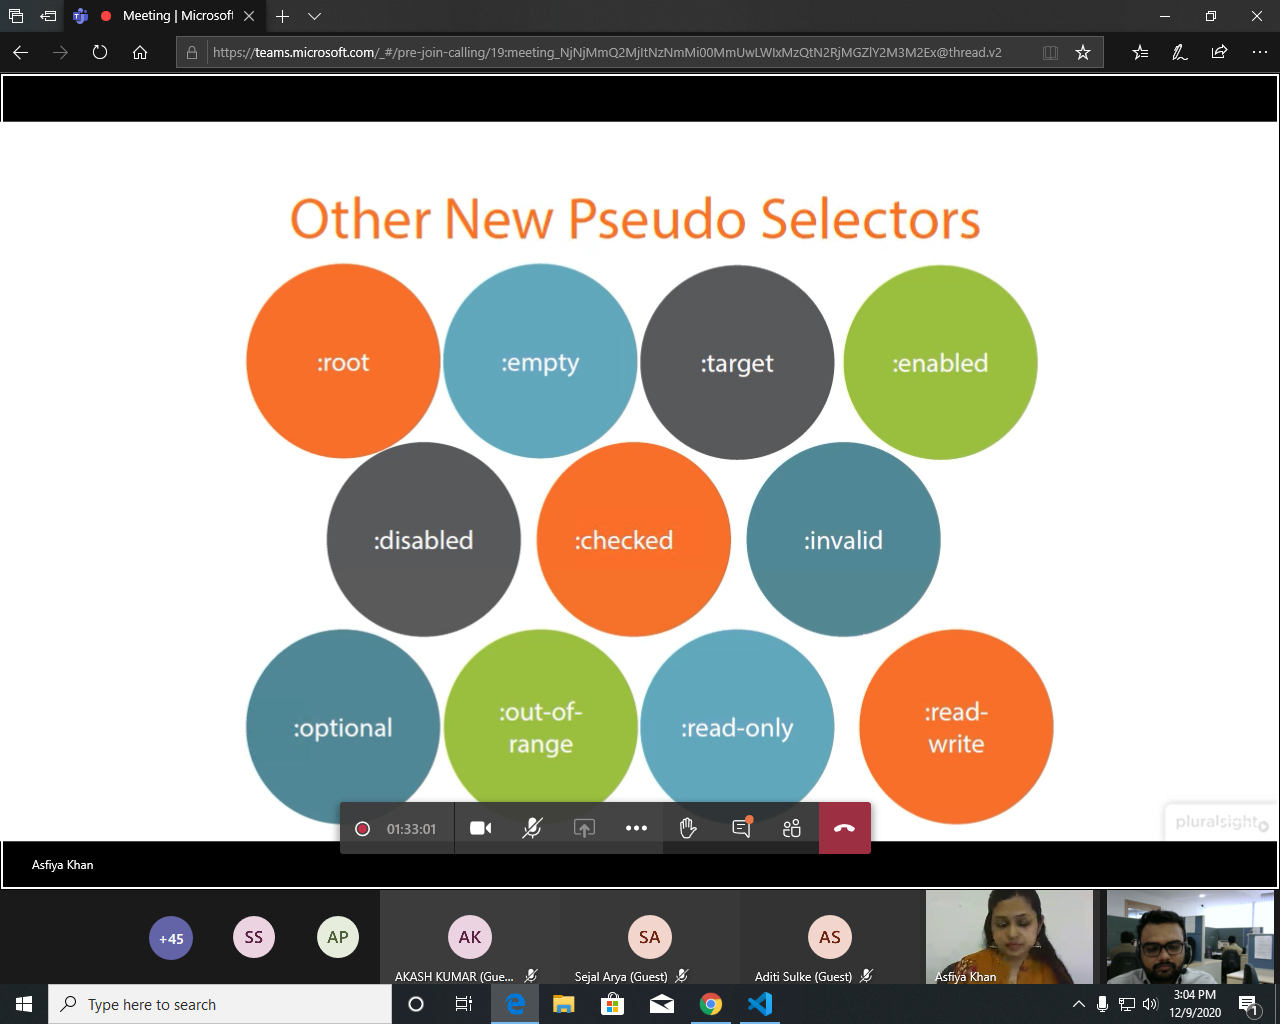 Meeting | Microsoft
https://teams.microsoft.com/_#/pre-join-calling/19:meeting_NjNjMmQ2MjItNzNmMi00MmUwLWIxMzQtN2RjMGZlY2M3M2Ex@thread.v2
Other New Pseudo Selectors
:root
:empty
:target
:enabled
:disabled
:checked
:invalid
:optional
:out-of-
range
:read-only
:read-
write
01:33:01
pluralsight
Asfiya Khan
+45
SS
AP
AK
SA
AS
AKASH KUMAR (Gue...
Sejal Arya (Guest)
Aditi Sulke (Guest)
Asfiya Khan
Type here to search
3:04 PM
12/9/2020
1